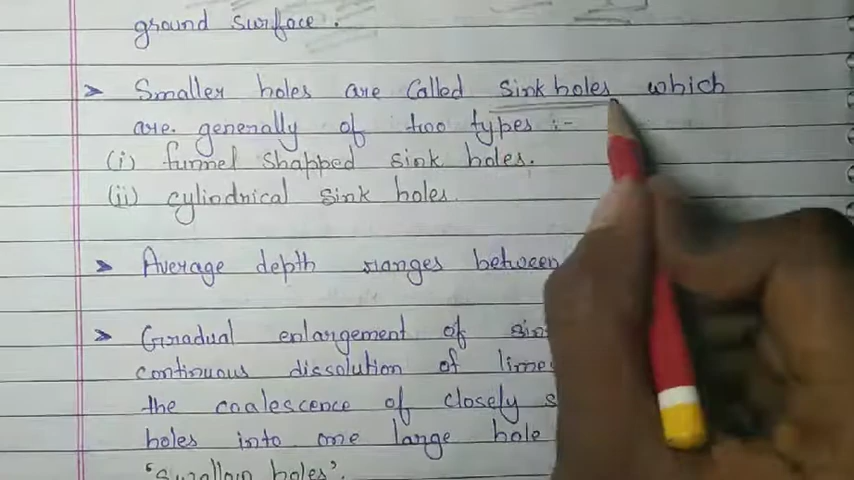 ground surface.
> Smaller holes are called sink holes which
are. generally of two types :-
(i) funnel shapped sink holes.
(ii) cylindrical sink holes.
> Average depth ranges between
> Gradual enlargement of
continuous dissolution of
the coalescence of closely
holes into one large hole
'Swallow holes'.